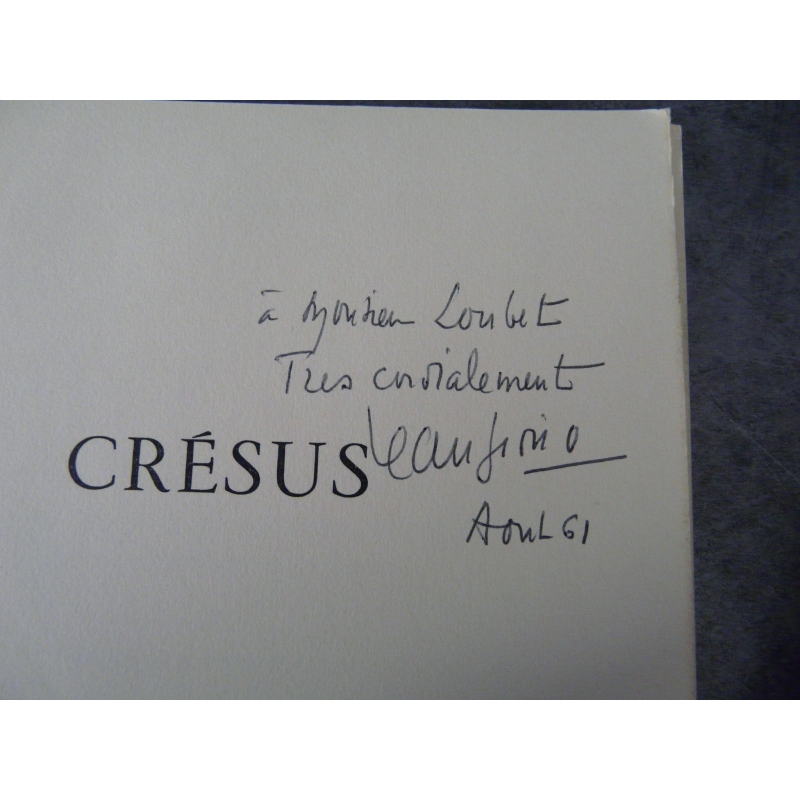 à Monsieur Loubet
Tres cordialement
CRÉSUS
Jean Giono
Aout 61